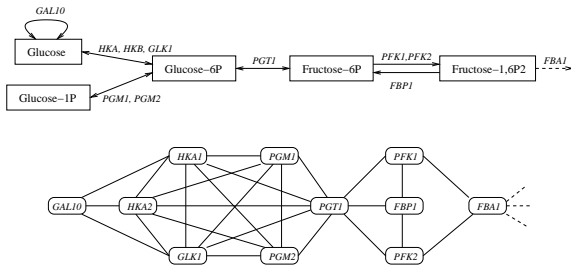 GAL10
Glucose
HKA, HKB, GLK1
Glucose−6P
PGT1
Fructose−6P
PFK1,PFK2
FBP1
Fructose−1,6P2
FBA1
Glucose−1P
PGM1, PGM2
HKA1
PGM1
PFK1
GAL10
HKA2
PGT1
FBP1
FBA1
GLK1
PGM2
PFK2